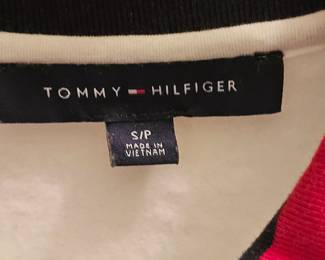 TOMMY HILFIGER
S/P
MADE IN
VIETNAM